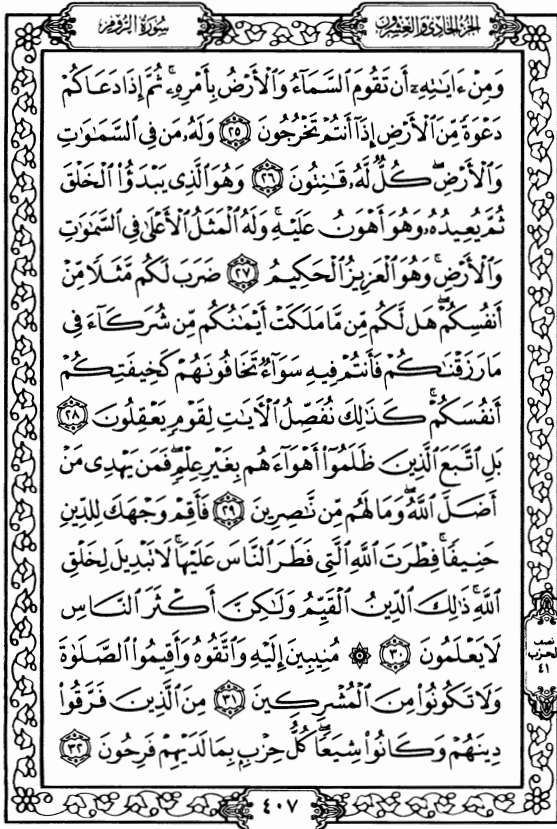 الجزء الحادي والعشرون
سورة الروم
وَمِنْ ءَايَٰتِهِۦٓ أَن تَقُومَ ٱلسَّمَآءُ وَٱلْأَرْضُ بِأَمْرِهِۦ ۚ ثُمَّ إِذَا دَعَاكُمْ
دَعْوَةً مِّنَ ٱلْأَرْضِ إِذَآ أَنتُمْ تَخْرُجُونَ ٢٥ وَلَهُۥ مَن فِى ٱلسَّمَٰوَٰتِ
وَٱلْأَرْضِ ۖ كُلٌّ لَّهُۥ قَٰنِتُونَ ٢٦ وَهُوَ ٱلَّذِى يَبْدَؤُا۟ ٱلْخَلْقَ
ثُمَّ يُعِيدُهُۥ وَهُوَ أَهْوَنُ عَلَيْهِ ۚ وَلَهُ ٱلْمَثَلُ ٱلْأَعْلَىٰ فِى ٱلسَّمَٰوَٰتِ
وَٱلْأَرْضِ ۚ وَهُوَ ٱلْعَزِيزُ ٱلْحَكِيمُ ٢٧ ضَرَبَ لَكُم مَّثَلًا مِّنْ
أَنفُسِكُمْ ۖ هَل لَّكُم مِّن مَّا مَلَكَتْ أَيْمَٰنُكُم مِّن شُرَكَآءَ فِى
مَا رَزَقْنَٰكُمْ فَأَنتُمْ فِيهِ سَوَآءٌ تَخَافُونَهُمْ كَخِيفَتِكُمْ
أَنفُسَكُمْ ۚ كَذَٰلِكَ نُفَصِّلُ ٱلْءَايَٰتِ لِقَوْمٍ يَعْقِلُونَ ٢٨
بَلِ ٱتَّبَعَ ٱلَّذِينَ ظَلَمُوٓا۟ أَهْوَآءَهُم بِغَيْرِ عِلْمٍ ۖ فَمَن يَهْدِى مَنْ
أَضَلَّ ٱللَّهُ ۖ وَمَا لَهُم مِّن نَّٰصِرِينَ ٢٩ فَأَقِمْ وَجْهَكَ لِلدِّينِ
حَنِيفًا ۚ فِطْرَتَ ٱللَّهِ ٱلَّتِى فَطَرَ ٱلنَّاسَ عَلَيْهَا ۚ لَا تَبْدِيلَ لِخَلْقِ
ٱللَّهِ ۚ ذَٰلِكَ ٱلدِّينُ ٱلْقَيِّمُ وَلَٰكِنَّ أَكْثَرَ ٱلنَّاسِ
لَا يَعْلَمُونَ ٣٠ ۞ مُنِيبِينَ إِلَيْهِ وَٱتَّقُوهُ وَأَقِيمُوا۟ ٱلصَّلَوٰةَ
وَلَا تَكُونُوا۟ مِنَ ٱلْمُشْرِكِينَ ٣١ مِنَ ٱلَّذِينَ فَرَّقُوا۟
دِينَهُمْ وَكَانُوا۟ شِيَعًا ۖ كُلُّ حِزْبٍۭ بِمَا لَدَيْهِمْ فَرِحُونَ ٣٢
نصف
الحزب
٤١
٤٠٧